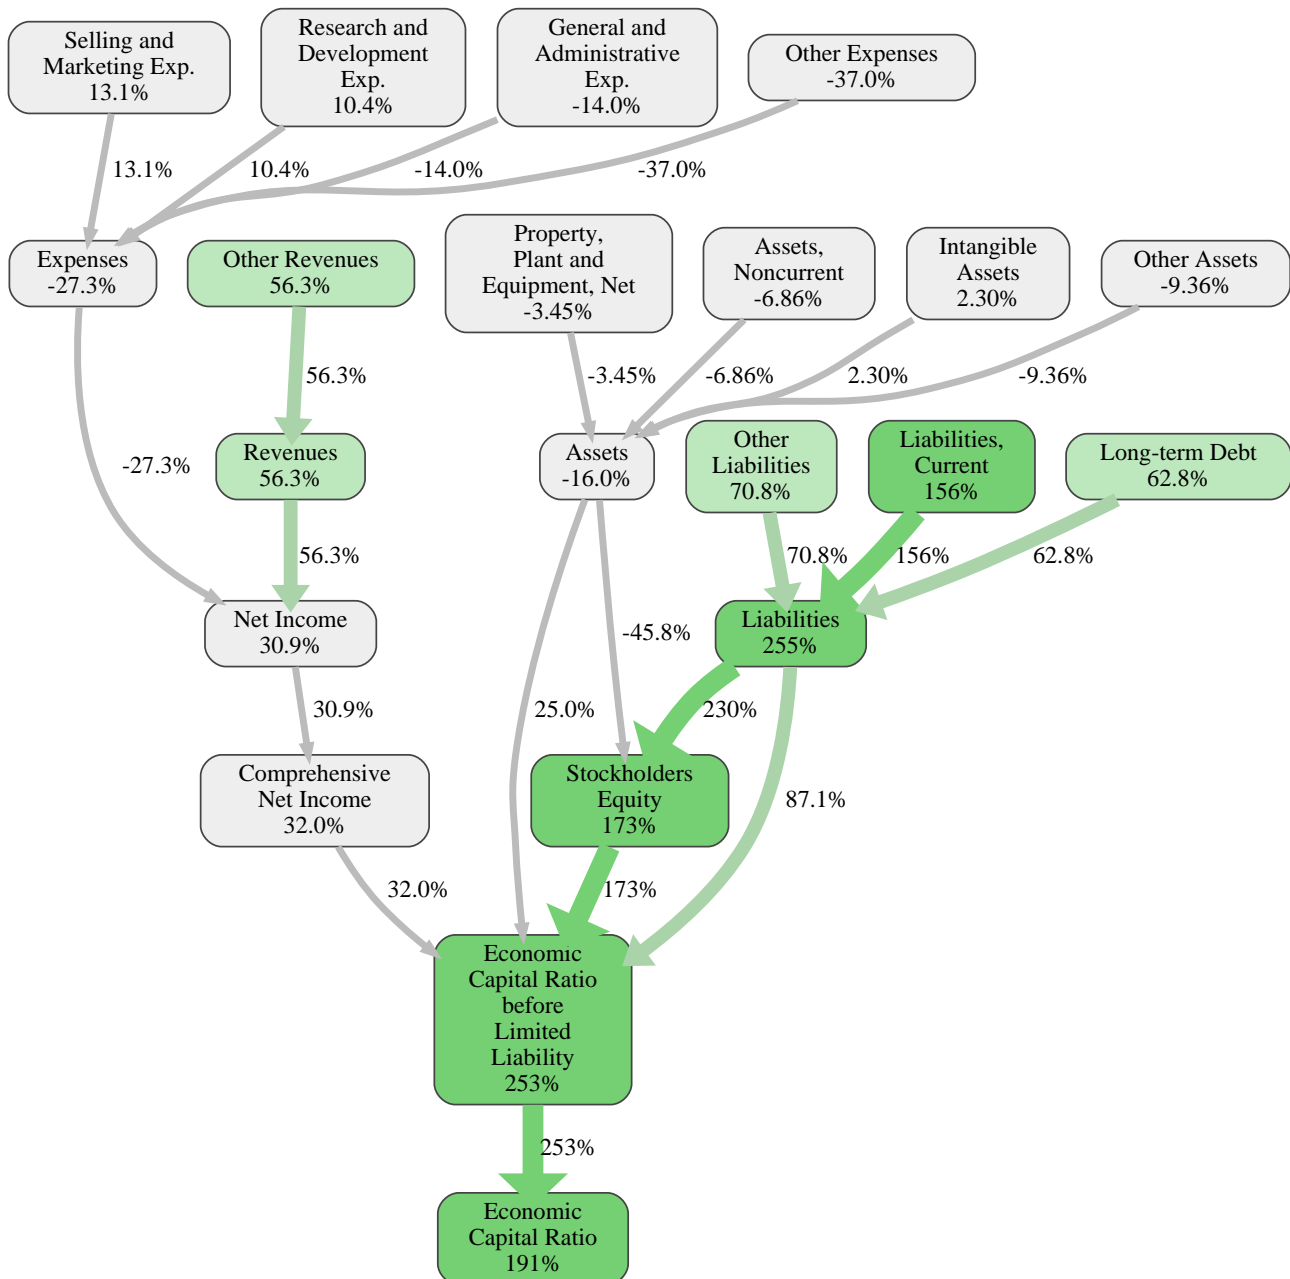 Selling and
Marketing Exp.
13.1%
Research and
Development
Exp.
10.4%
General and
Administrative
Exp.
-14.0%
Other Expenses
-37.0%
13.1%
10.4%
-14.0%
-37.0%
Expenses
-27.3%
Other Revenues
56.3%
Property,
Plant and
Equipment, Net
-3.45%
Assets,
Noncurrent
-6.86%
Intangible
Assets
2.30%
Other Assets
-9.36%
56.3%
-3.45%
-6.86%
2.30%
-9.36%
-27.3%
Revenues
56.3%
Assets
-16.0%
Other
Liabilities
70.8%
Liabilities,
Current
156%
Long-term Debt
62.8%
56.3%
70.8%
156%
62.8%
Net Income
30.9%
-45.8%
Liabilities
255%
30.9%
25.0%
230%
Comprehensive
Net Income
32.0%
Stockholders
Equity
173%
87.1%
32.0%
173%
Economic
Capital Ratio
before
Limited
Liability
253%
253%
Economic
Capital Ratio
191%